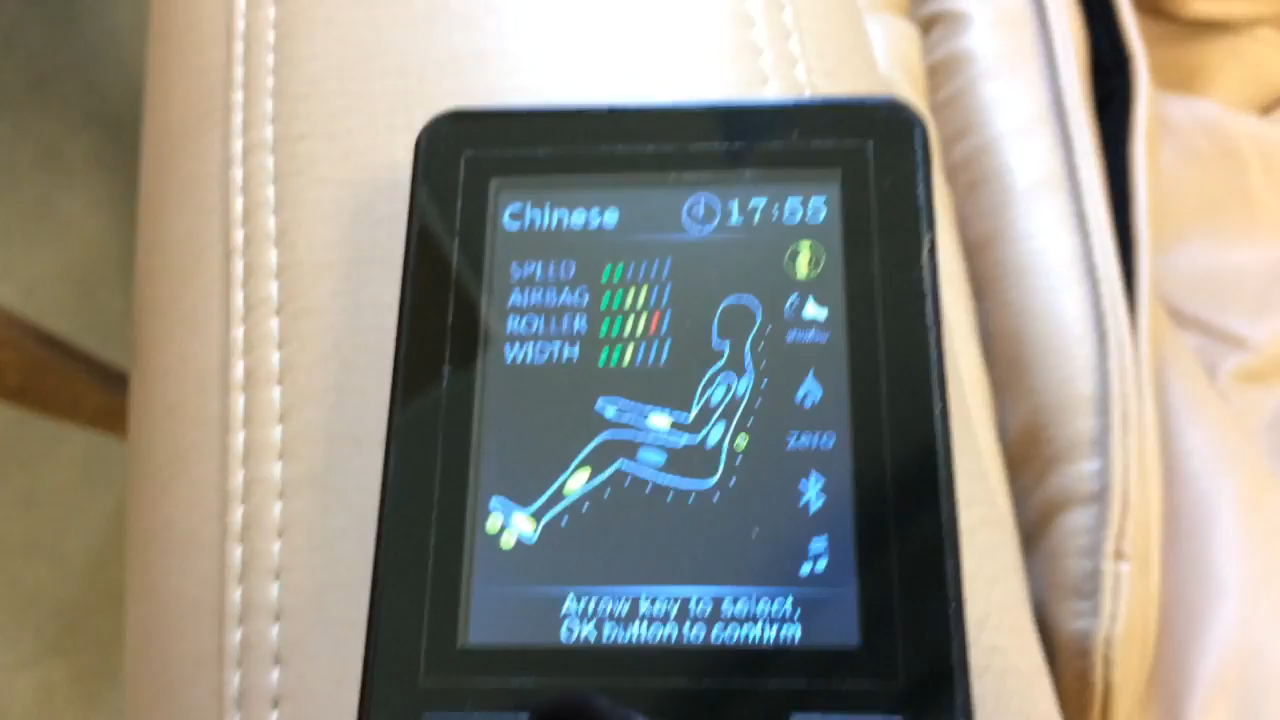 Chinese 17:55
SPEED
AIRBAG
ROLLER
WIDTH
ZERO
Arrow key to select,
OK button to confirm